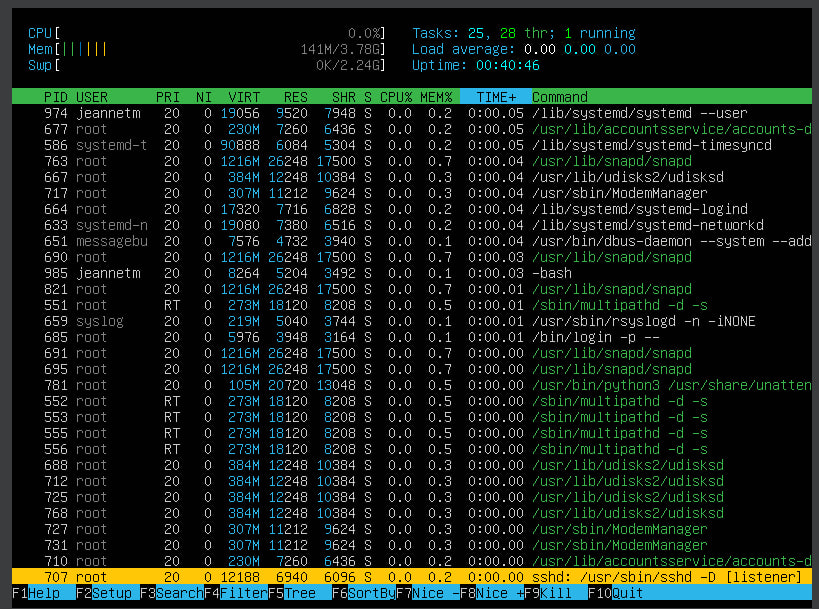 CPU[ 0.0%] Tasks: 25, 28 thr; 1 running
Mem[|||||| 141M/3.78G] Load average: 0.00 0.00 0.00
Swp[ 0K/2.24G] Uptime: 00:40:46
PID USER PRI NI VIRT RES SHR S CPU% MEM% TIME+ Command
974 jeannetm 20 0 19056 9520 7948 S 0.0 0.2 0:00.05 /lib/systemd/systemd --user
677 root 20 0 230M 7260 6436 S 0.0 0.2 0:00.05 /usr/lib/accountsservice/accounts-d
586 systemd-t 20 0 90888 6084 5304 S 0.0 0.2 0:00.05 /lib/systemd/systemd-timesyncd
763 root 20 0 1216M 26248 17500 S 0.0 0.7 0:00.04 /usr/lib/snapd/snapd
667 root 20 0 384M 12248 10384 S 0.0 0.3 0:00.04 /usr/lib/udisks2/udisksd
717 root 20 0 307M 11212 9624 S 0.0 0.3 0:00.04 /usr/sbin/ModemManager
664 root 20 0 17320 7716 6828 S 0.0 0.2 0:00.04 /lib/systemd/systemd-logind
633 systemd-n 20 0 19080 7380 6516 S 0.0 0.2 0:00.04 /lib/systemd/systemd-networkd
651 messagebu 20 0 7576 4732 3940 S 0.0 0.1 0:00.04 /usr/bin/dbus-daemon --system --add
690 root 20 0 1216M 26248 17500 S 0.0 0.7 0:00.03 /usr/lib/snapd/snapd
985 jeannetm 20 0 8264 5204 3492 S 0.0 0.1 0:00.03 -bash
821 root 20 0 1216M 26248 17500 S 0.0 0.7 0:00.01 /usr/lib/snapd/snapd
551 root RT 0 273M 18120 8208 S 0.0 0.5 0:00.01 /sbin/multipathd -d -s
659 syslog 20 0 219M 5040 3744 S 0.0 0.1 0:00.01 /usr/sbin/rsyslogd -n -iNONE
685 root 20 0 5976 3948 3164 S 0.0 0.1 0:00.01 /bin/login -p --
691 root 20 0 1216M 26248 17500 S 0.0 0.7 0:00.00 /usr/lib/snapd/snapd
695 root 20 0 1216M 26248 17500 S 0.0 0.7 0:00.00 /usr/lib/snapd/snapd
781 root 20 0 105M 20720 13048 S 0.0 0.5 0:00.00 /usr/bin/python3 /usr/share/unatten
552 root RT 0 273M 18120 8208 S 0.0 0.5 0:00.00 /sbin/multipathd -d -s
553 root RT 0 273M 18120 8208 S 0.0 0.5 0:00.00 /sbin/multipathd -d -s
555 root RT 0 273M 18120 8208 S 0.0 0.5 0:00.00 /sbin/multipathd -d -s
556 root RT 0 273M 18120 8208 S 0.0 0.5 0:00.00 /sbin/multipathd -d -s
688 root 20 0 384M 12248 10384 S 0.0 0.3 0:00.00 /usr/lib/udisks2/udisksd
712 root 20 0 384M 12248 10384 S 0.0 0.3 0:00.00 /usr/lib/udisks2/udisksd
725 root 20 0 384M 12248 10384 S 0.0 0.3 0:00.00 /usr/lib/udisks2/udisksd
768 root 20 0 384M 12248 10384 S 0.0 0.3 0:00.00 /usr/lib/udisks2/udisksd
727 root 20 0 307M 11212 9624 S 0.0 0.3 0:00.00 /usr/sbin/ModemManager
731 root 20 0 307M 11212 9624 S 0.0 0.3 0:00.00 /usr/sbin/ModemManager
710 root 20 0 230M 7260 6436 S 0.0 0.2 0:00.00 /usr/lib/accountsservice/accounts-d
707 root 20 0 12188 6940 6096 S 0.0 0.2 0:00.00 sshd: /usr/sbin/sshd -D [listener]
F1Help F2Setup F3SearchF4FilterF5Tree F6SortByF7Nice -F8Nice +F9Kill F10Quit